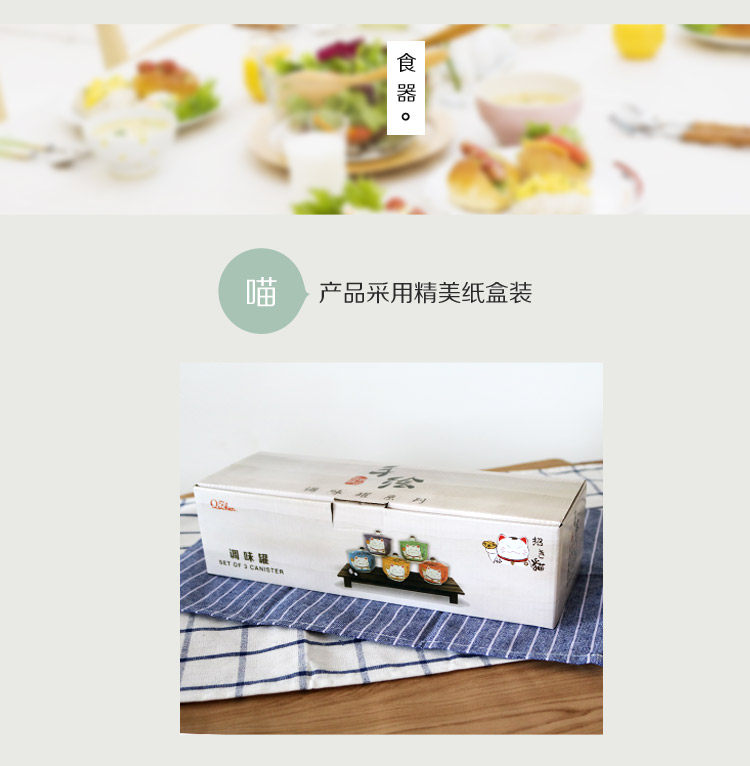 食
器
喵
产品采用精美纸盒装
手
绘
调味罐系列
调味罐
SET OF 3 CANISTER
招き猫